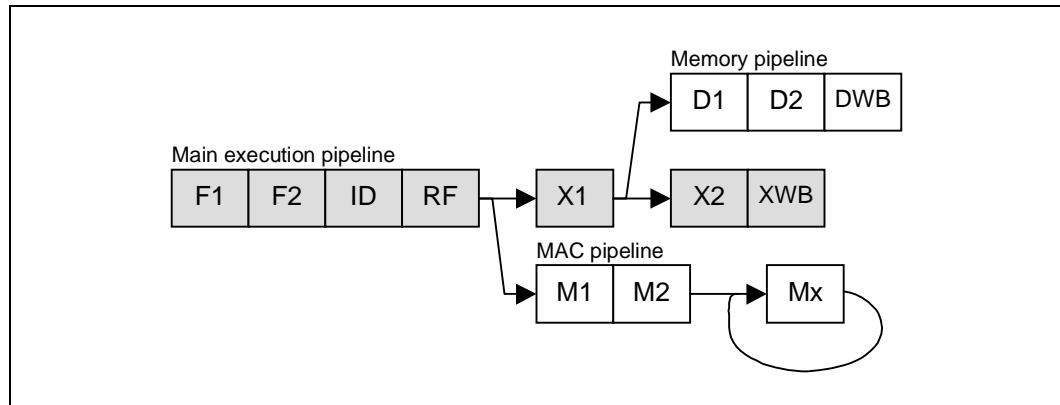 Memory pipeline
D1 D2 DWB
Main execution pipeline
F1 F2 ID RF X1 X2 XWB
MAC pipeline
M1 M2 Mx